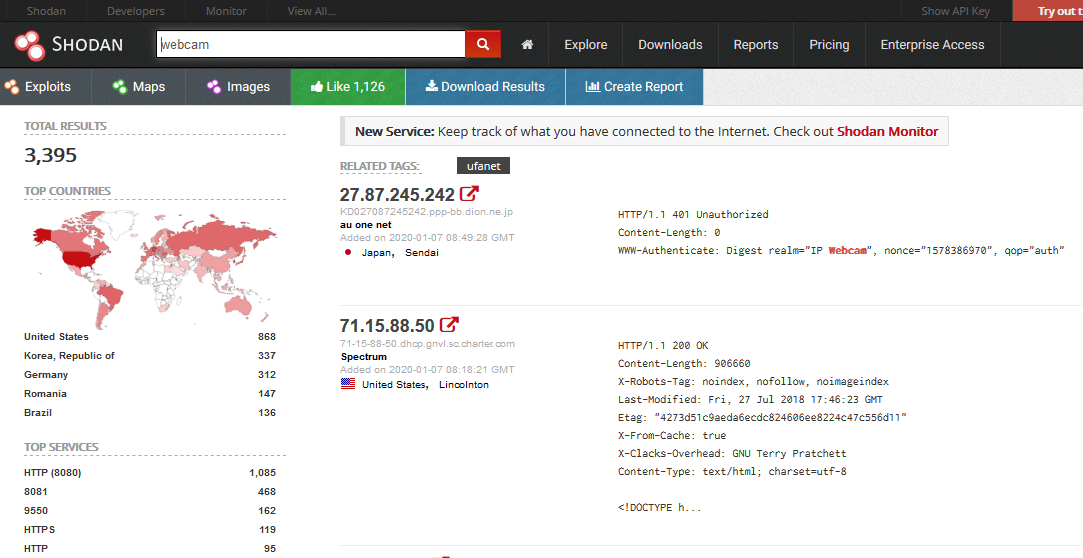 Shodan Developers Monitor View All... Show API Key Try out t
SHODAN webcam Explore Downloads Reports Pricing Enterprise Access
Exploits Maps Images Like 1,126 Download Results Create Report
TOTAL RESULTS
3,395
TOP COUNTRIES
United States 868
Korea, Republic of 337
Germany 312
Romania 147
Brazil 136
TOP SERVICES
HTTP (8080) 1,085
8081 468
9550 162
HTTPS 119
HTTP 95
New Service: Keep track of what you have connected to the Internet. Check out Shodan Monitor
RELATED TAGS: ufanet
27.87.245.242
KD027087245242.ppp-bb.dion.ne.jp
au one net
Added on 2020-01-07 08:49:28 GMT
Japan, Sendai
HTTP/1.1 401 Unauthorized
Content-Length: 0
WWW-Authenticate: Digest realm="IP Webcam", nonce="1578386970", qop="auth"
71.15.88.50
71-15-88-50.dhcp.gnvl.sc.charter.com
Spectrum
Added on 2020-01-07 08:18:21 GMT
United States, Lincolnton
HTTP/1.1 200 OK
Content-Length: 906660
X-Robots-Tag: noindex, nofollow, noimageindex
Last-Modified: Fri, 27 Jul 2018 17:46:23 GMT
Etag: "4273d51c9aeda6ecdc824606ee8224c47c556d11"
X-From-Cache: true
X-Clacks-Overhead: GNU Terry Pratchett
Content-Type: text/html; charset=utf-8
<!DOCTYPE h...